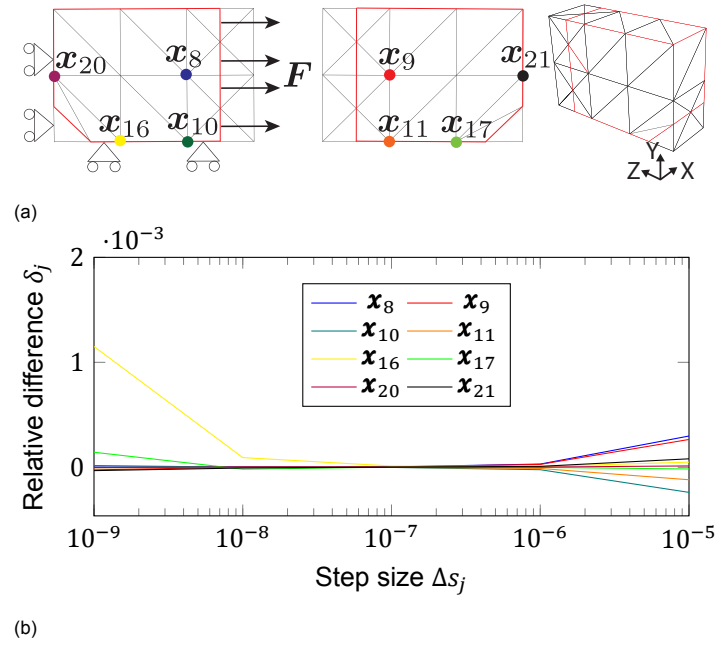 x₂₀ x₈ F x₉ x₂₁
x₁₆ x₁₀ x₁₁ x₁₇
Y
Z X
(a)
·10⁻³
2
1
0
Relative difference δⱼ
x₈ x₉
x₁₀ x₁₁
x₁₆ x₁₇
x₂₀ x₂₁
10⁻⁹ 10⁻⁸ 10⁻⁷ 10⁻⁶ 10⁻⁵
Step size Δsⱼ
(b)